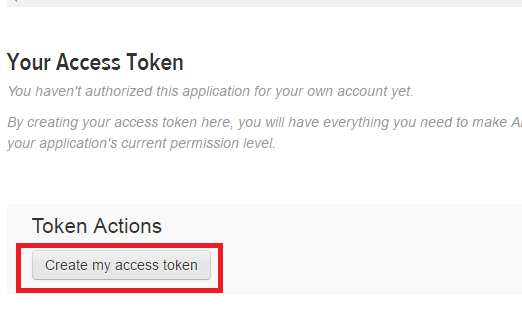 Your Access Token
You haven't authorized this application for your own account yet.
By creating your access token here, you will have everything you need to make
your application's current permission level.
Token Actions
Create my access token